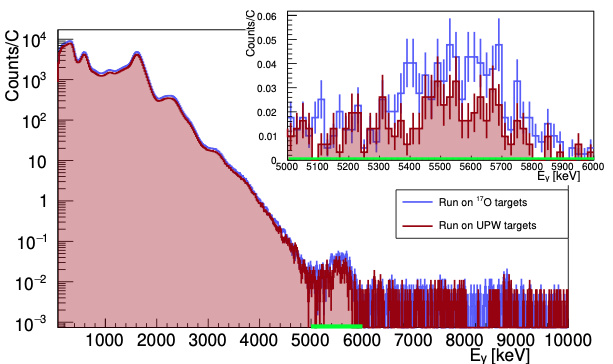 Counts/C
10⁴
10³
10²
10
1
10⁻¹
10⁻²
10⁻³
1000 2000 3000 4000 5000 6000 7000 8000 9000 10000
Eγ [keV]
Counts/C
0.06
0.05
0.04
0.03
0.02
0.01
0
5000 5100 5200 5300 5400 5500 5600 5700 5800 5900 6000
Eγ [keV]
Run on ¹⁷O targets
Run on UPW targets